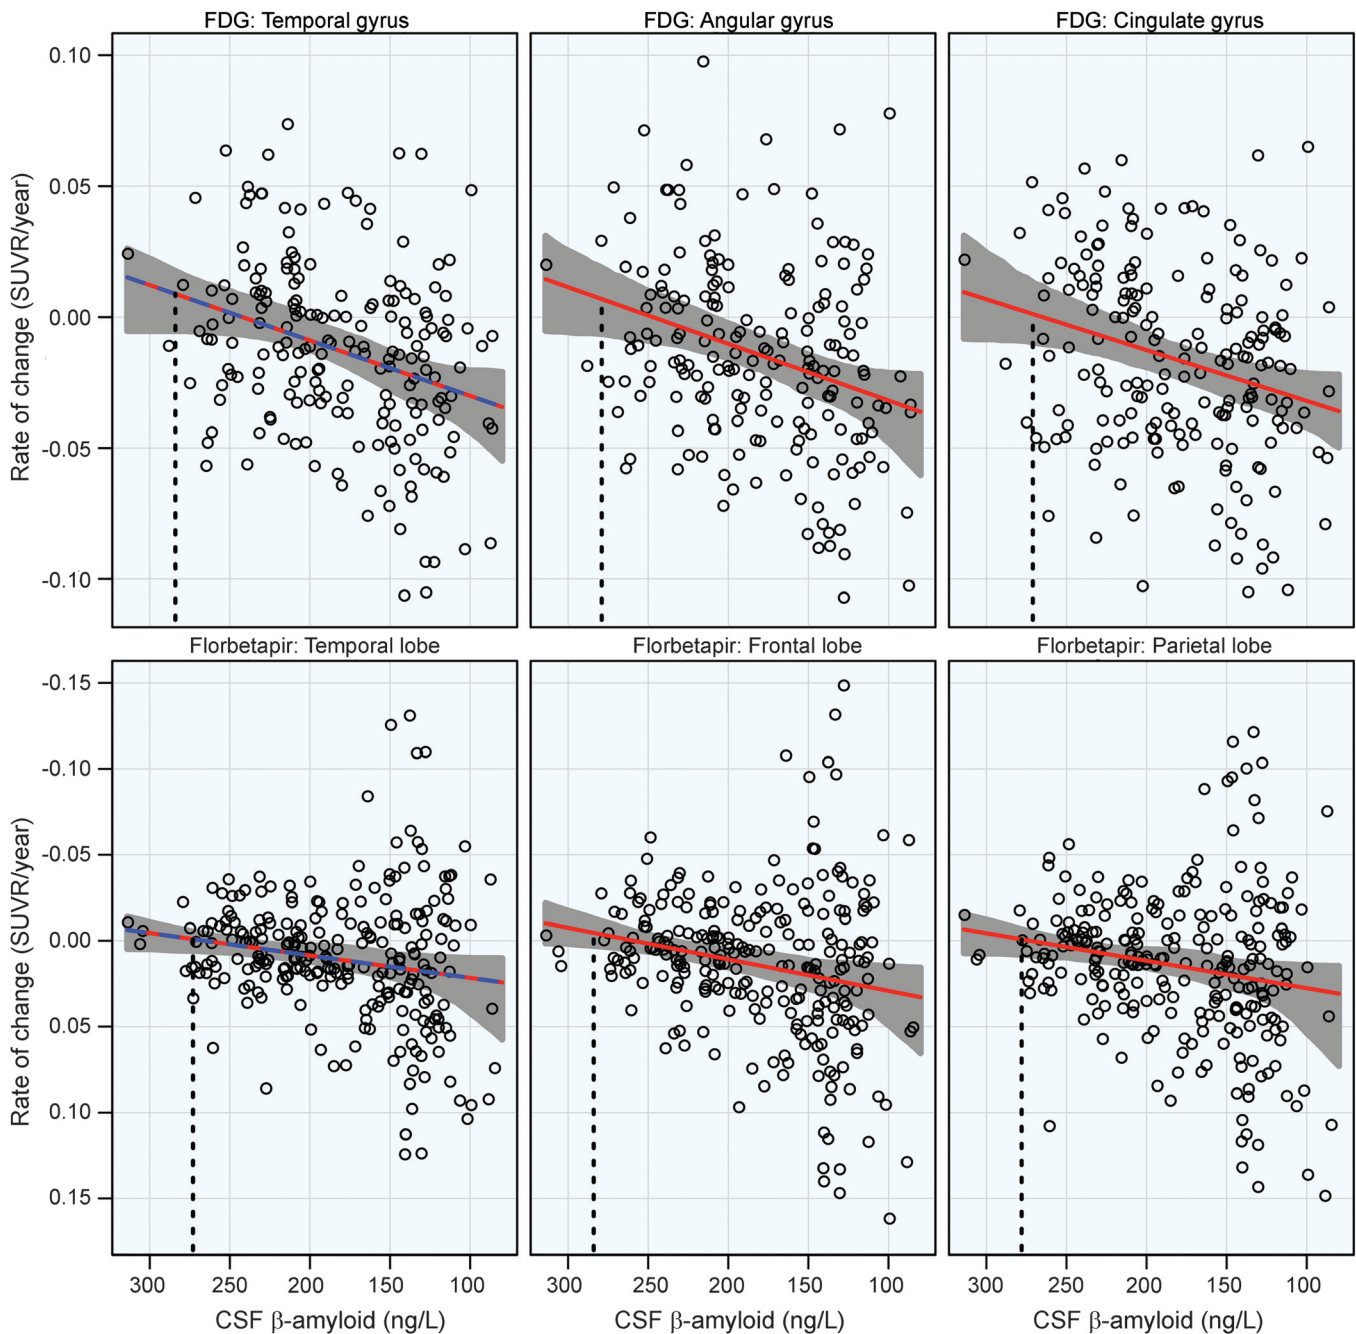 FDG: Temporal gyrus FDG: Angular gyrus FDG: Cingulate gyrus
0.10
0.05
0.00
-0.05
-0.10
Rate of change (SUVR/year)
Florbetapir: Temporal lobe Florbetapir: Frontal lobe Florbetapir: Parietal lobe
-0.15
-0.10
-0.05
0.00
0.05
0.10
0.15
Rate of change (SUVR/year)
300 250 200 150 100 300 250 200 150 100 300 250 200 150 100
CSF β-amyloid (ng/L) CSF β-amyloid (ng/L) CSF β-amyloid (ng/L)